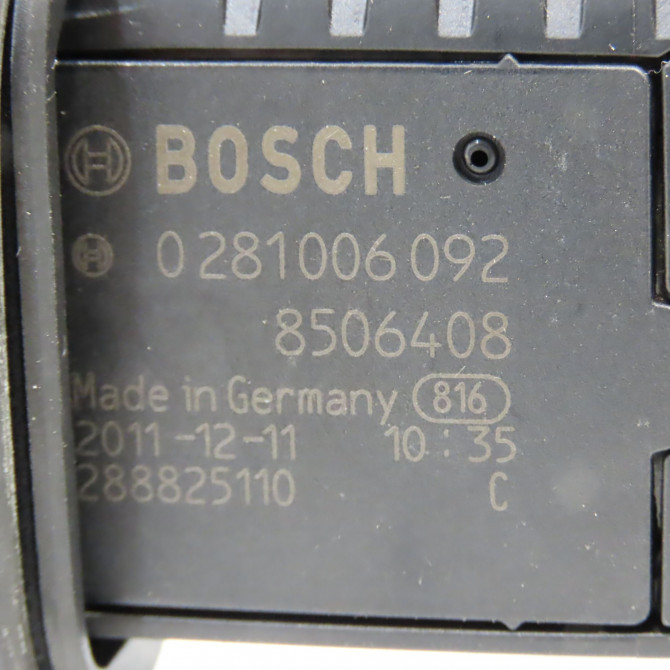 BOSCH
0 281 006 092
8506408
Made in Germany 816
2011-12-11 10:35
288825110 C